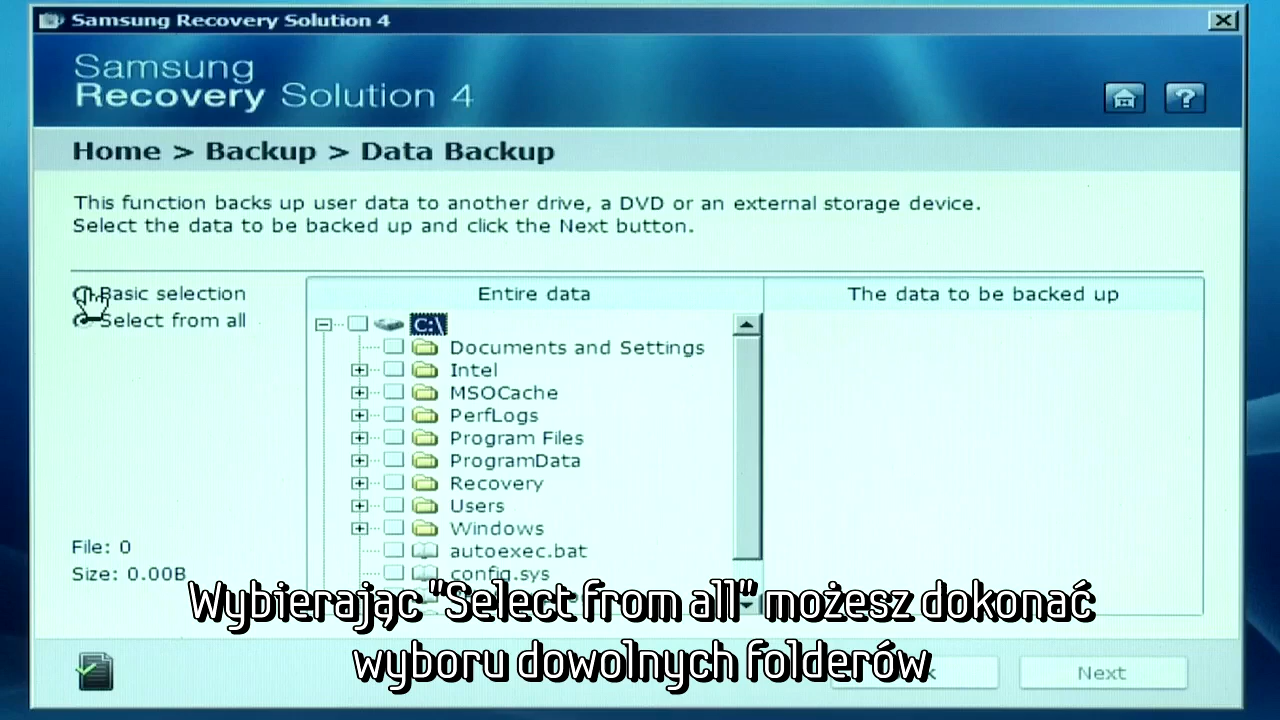 Samsung Recovery Solution 4
Samsung
Recovery Solution 4
?
Home > Backup > Data Backup
This function backs up user data to another drive, a DVD or an external storage device.
Select the data to be backed up and click the Next button.
Basic selection
Select from all
Entire data
The data to be backed up
C:\
Documents and Settings
Intel
MSOCache
PerfLogs
Program Files
ProgramData
Recovery
Users
Windows
autoexec.bat
config.sys
File: 0
Size: 0.00B
Wybierając "Select from all" możesz dokonać
wyboru dowolnych folderów
Next